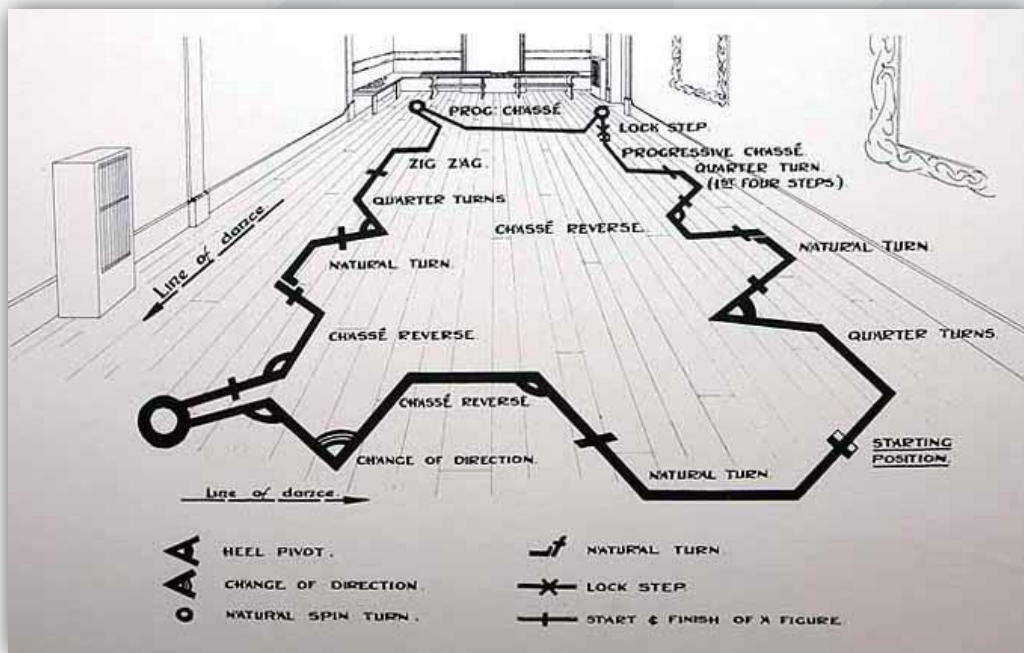 PROG: CHASSÉ
LOCK STEP.
PROGRESSIVE CHASSÉ.
QUARTER TURN.
(1ST FOUR STEPS.)
ZIG ZAG.
QUARTER TURNS
CHASSÉ REVERSE.
NATURAL TURN.
Line of dance.
NATURAL TURN.
CHASSÉ REVERSE
QUARTER TURNS.
CHASSÉ REVERSE
STARTING
POSITION.
CHANGE OF DIRECTION.
NATURAL TURN.
Line of dance.
HEEL PIVOT.
NATURAL TURN.
CHANGE OF DIRECTION.
LOCK STEP.
NATURAL SPIN TURN.
START & FINISH OF A FIGURE.